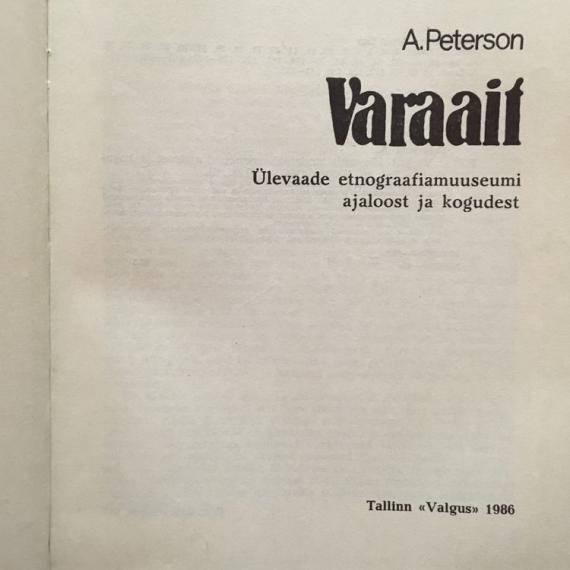 A. Peterson
Varaait
Ülevaade etnograafiamuuseumi
ajaloost ja kogudest
Tallinn «Valgus» 1986